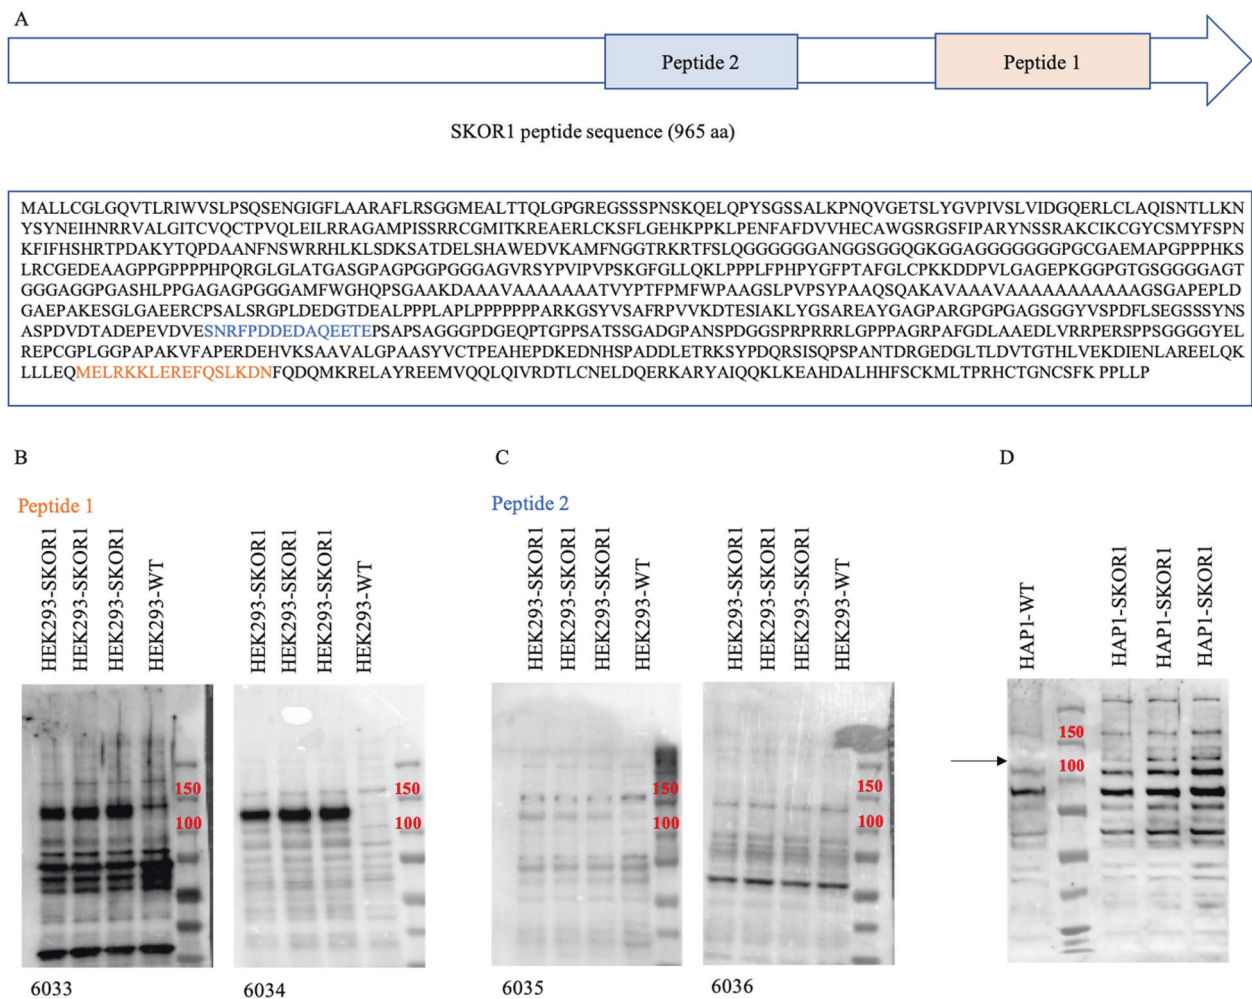 A
Peptide 2
Peptide 1
SKOR1 peptide sequence (965 aa)
MALLCGLGQVTLRIWVSLPSQSENGIGFLAARAFLRSGGMEALTTQLGPGREGSSSPNSKQELQPYSGSSALKPNQVGETSLYGVPIVSLVIDGQERLCLAQISNTLLKN
YSYNEIHNRRVALGITCVQCTPVQLEILRRAGAMPISSRRCGMITKREAERLCKSFLGEHKPPKLPENFAFDVVHECAWGSRGSFIPARYNSSRAKCIKCGYCSMYFSPN
KFIFHSHRTPDAKYTQPDAANFNSWRRHLKLSDKSATDELSHAWEDVKAMFNGGTRKRTFSLQGGGGGGANGGSGGQGKGGAGGGGGGGPGCGAEMAPGPPPHKS
LRCGEDEAAGPPGPPPPHPQRGLGLATGASGPAGPGGPGGGAGVRSYPVIPVPSKGFGLLQKLPPPLFPHPYGFPTAFGLCPKKDDPVLGAGEPKGGPGTGSGGGGAGT
GGGAGGPGASHLPPGAGAGPGGGAMFWGHQPSGAAKDAAAVAAAAAAATVYPTFPMFWPAAGSLPVPSYPAAQSQAKAVAAAVAAAAAAAAAAAGSGAPEPLD
GAEPAKESGLGAEERCPSALSRGPLDEDGTDEALPPPLAPLPPPPPPPARKGSYVSAFRPVVKDTESIAKLYGSAREAYGAGPARGPGPGAGSGGYVSPDFLSEGSSSYNS
ASPDVDTADEPEVDVESNRFPDDEDAQEETEPSAPSAGGGPDGEQPTGPPSATSSGADGPANSPDGGSPRPRRRLGPPPAGRPAFGDLAAEDLVRRPERSPPSGGGGYEL
REPCGPLGGPAPAKVFAPERDEHVKSAAVALGPAASYVCTPEAHEPDKEDNHSPADDLETRKSYPDQRSISQPSPANTDRGEDGLTLDVTGTHLVEKDIENLAREELQK
LLLEQMELRKKLEREFQSLKDNFQDQMKRELAYREEMVQQLQIVRDTLCNELDQERKARYAIQQKLKEAHDALHHFSCKMLTPRHCTGNCSFK PPLLP
B
C
D
Peptide 1
Peptide 2
HEK293-SKOR1
HEK293-SKOR1
HEK293-SKOR1
HEK293-WT
HEK293-SKOR1
HEK293-SKOR1
HEK293-SKOR1
HEK293-WT
HEK293-SKOR1
HEK293-SKOR1
HEK293-SKOR1
HEK293-WT
HEK293-SKOR1
HEK293-SKOR1
HEK293-SKOR1
HEK293-WT
HAP1-WT
HAP1-SKOR1
HAP1-SKOR1
HAP1-SKOR1
150
100
150
100
150
100
150
100
150
100
6033
6034
6035
6036